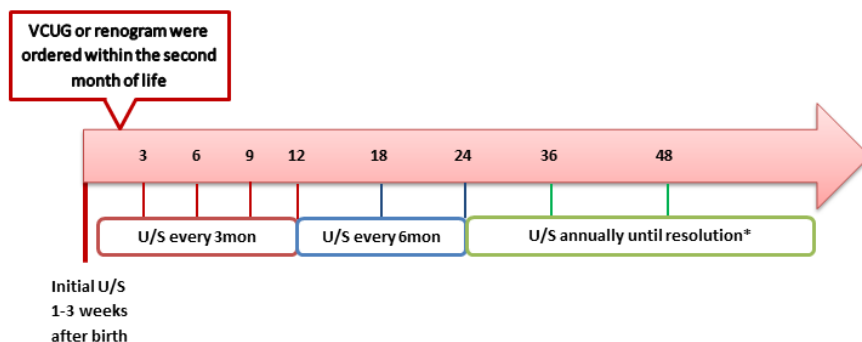 VCUG or renogram were
ordered within the second
month of life
3 6 9 12 18 24 36 48
U/S every 3mon U/S every 6mon U/S annually until resolution*
Initial U/S
1-3 weeks
after birth